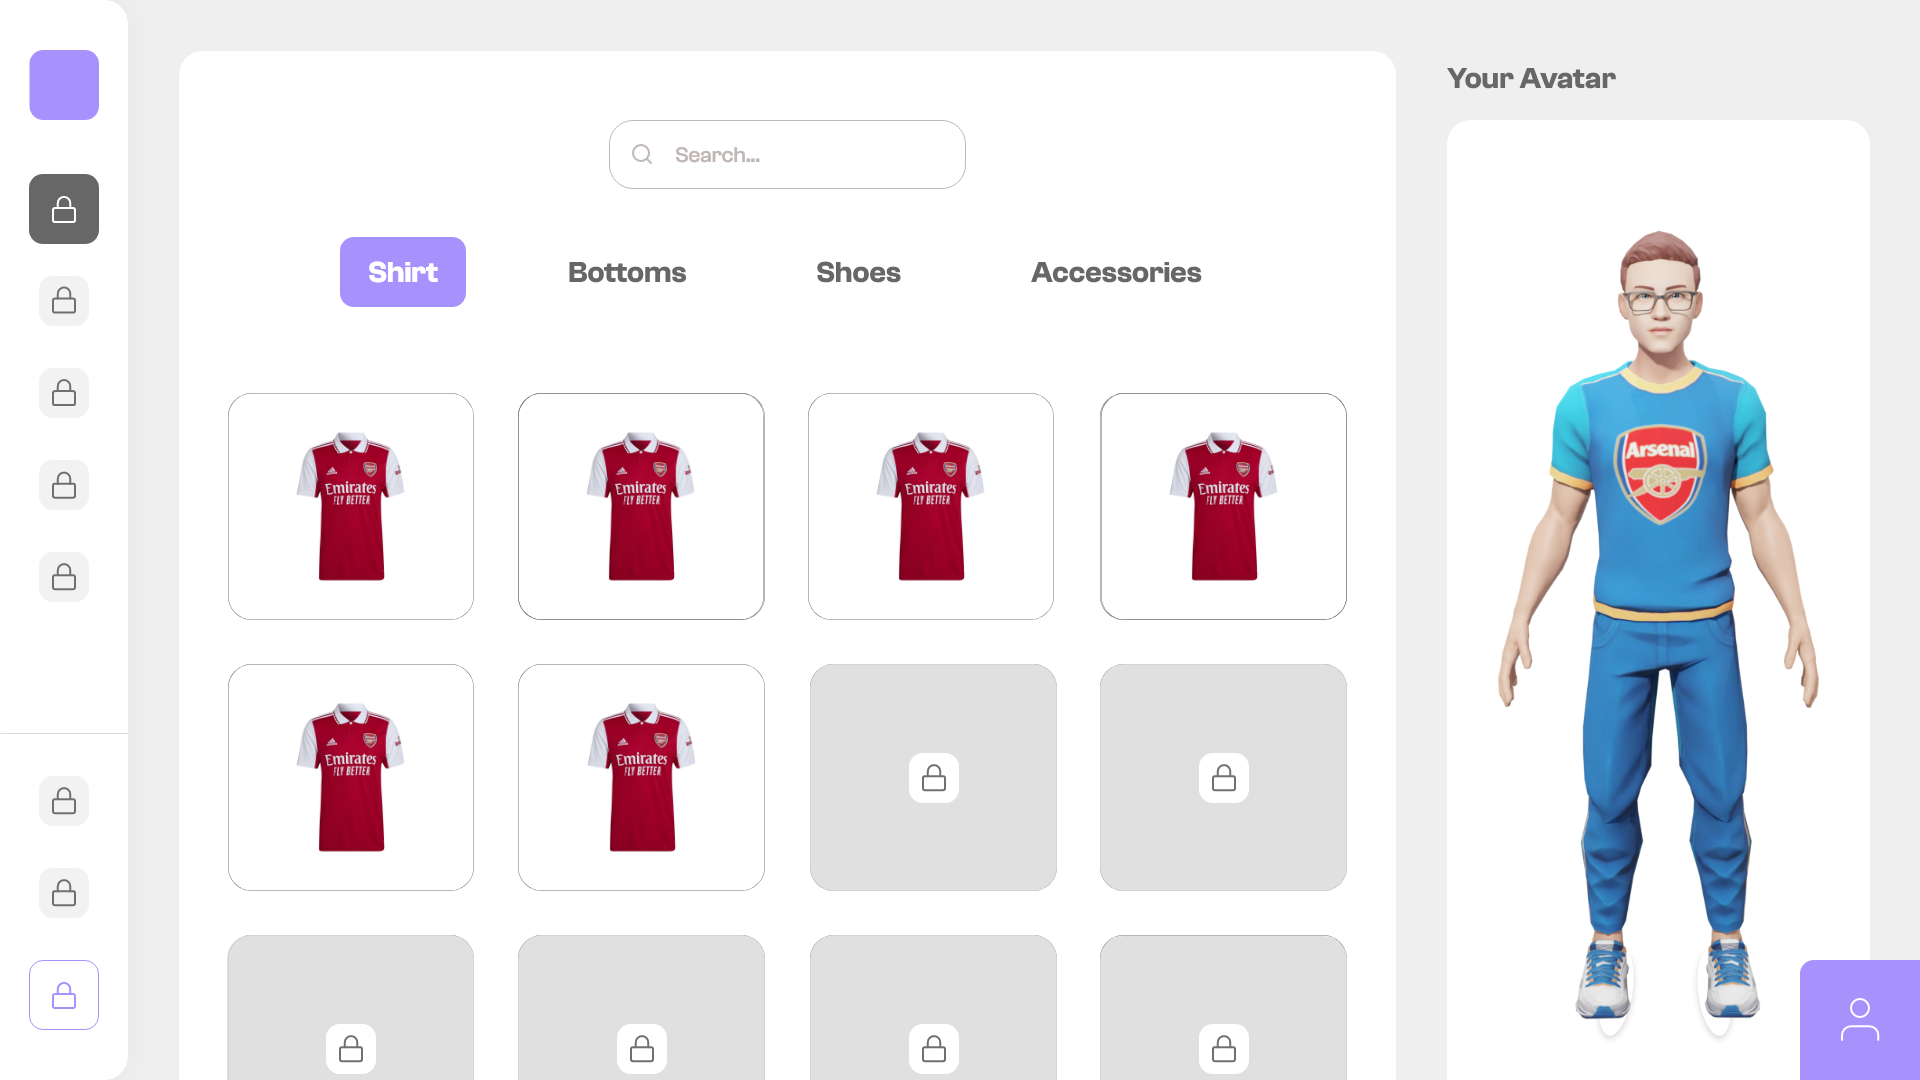 Your Avatar
Search...
Shirt
Bottoms
Shoes
Accessories
Emirates
FLY BETTER
Emirates
FLY BETTER
Emirates
FLY BETTER
Emirates
FLY BETTER
Arsenal
Emirates
FLY BETTER
Emirates
FLY BETTER